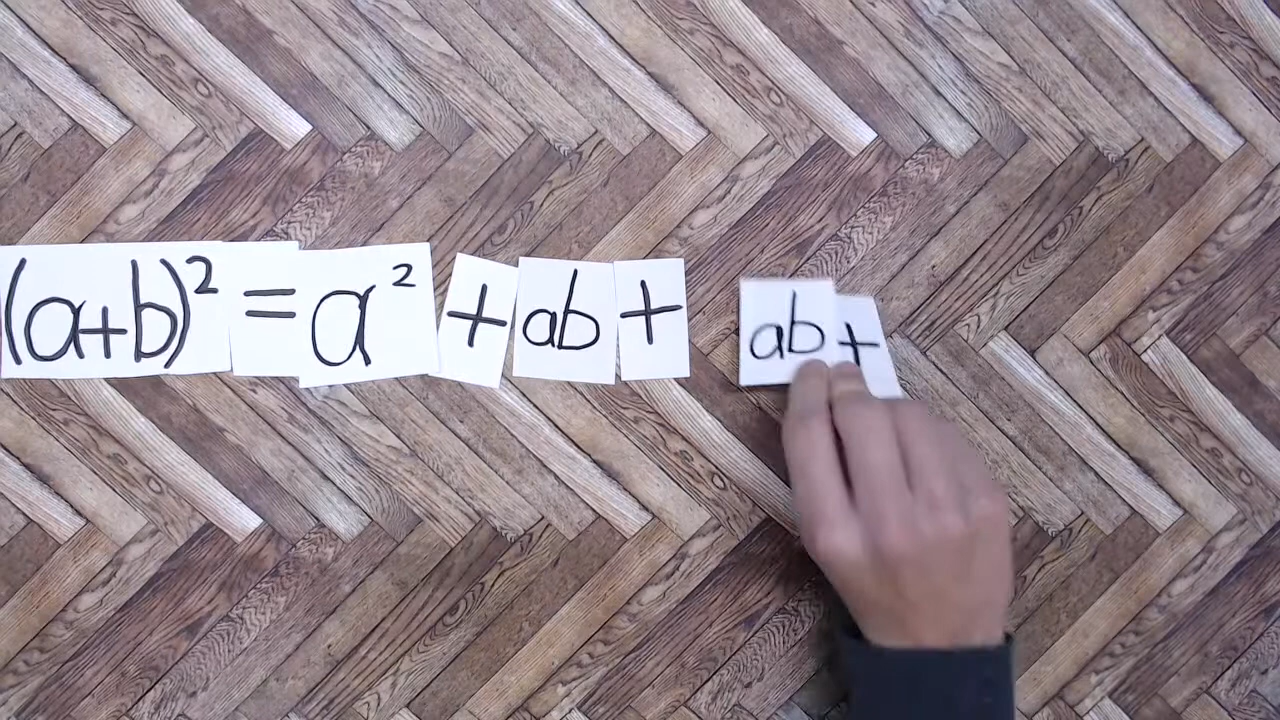 (a+b)² = a² + ab + ab +